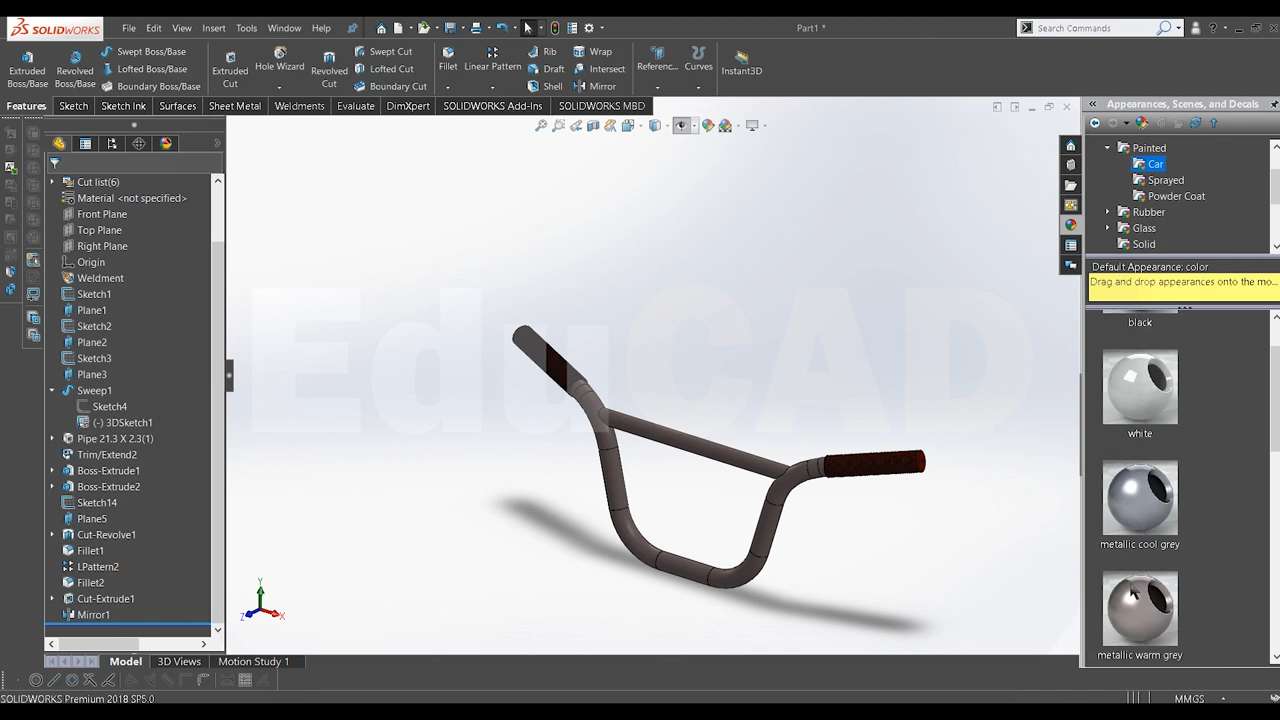 SOLIDWORKS
File
Edit
View
Insert
Tools
Window
Help
Part1 *
Search Commands
Extruded Boss/Base
Revolved Boss/Base
Swept Boss/Base
Lofted Boss/Base
Boundary Boss/Base
Extruded Cut
Hole Wizard
Revolved Cut
Swept Cut
Lofted Cut
Boundary Cut
Fillet
Linear Pattern
Rib
Draft
Shell
Wrap
Intersect
Mirror
Referenc...
Curves
Instant3D
Features
Sketch
Sketch Ink
Surfaces
Sheet Metal
Weldments
Evaluate
DimXpert
SOLIDWORKS Add-Ins
SOLIDWORKS MBD
Cut list(6)
Material <not specified>
Front Plane
Top Plane
Right Plane
Origin
Weldment
Sketch1
Plane1
Sketch2
Plane2
Sketch3
Plane3
Sweep1
Sketch4
(-) 3DSketch1
Pipe 21.3 X 2.3(1)
Trim/Extend2
Boss-Extrude1
Boss-Extrude2
Sketch14
Plane5
Cut-Revolve1
Fillet1
LPattern2
Fillet2
Cut-Extrude1
Mirror1
EduCAD
Y
Z
X
Appearances, Scenes, and Decals
Painted
Car
Sprayed
Powder Coat
Rubber
Glass
Solid
Default Appearance: color
Drag and drop appearances onto the mo...
black
white
metallic cool grey
metallic warm grey
Model
3D Views
Motion Study 1
SOLIDWORKS Premium 2018 SP5.0
MMGS